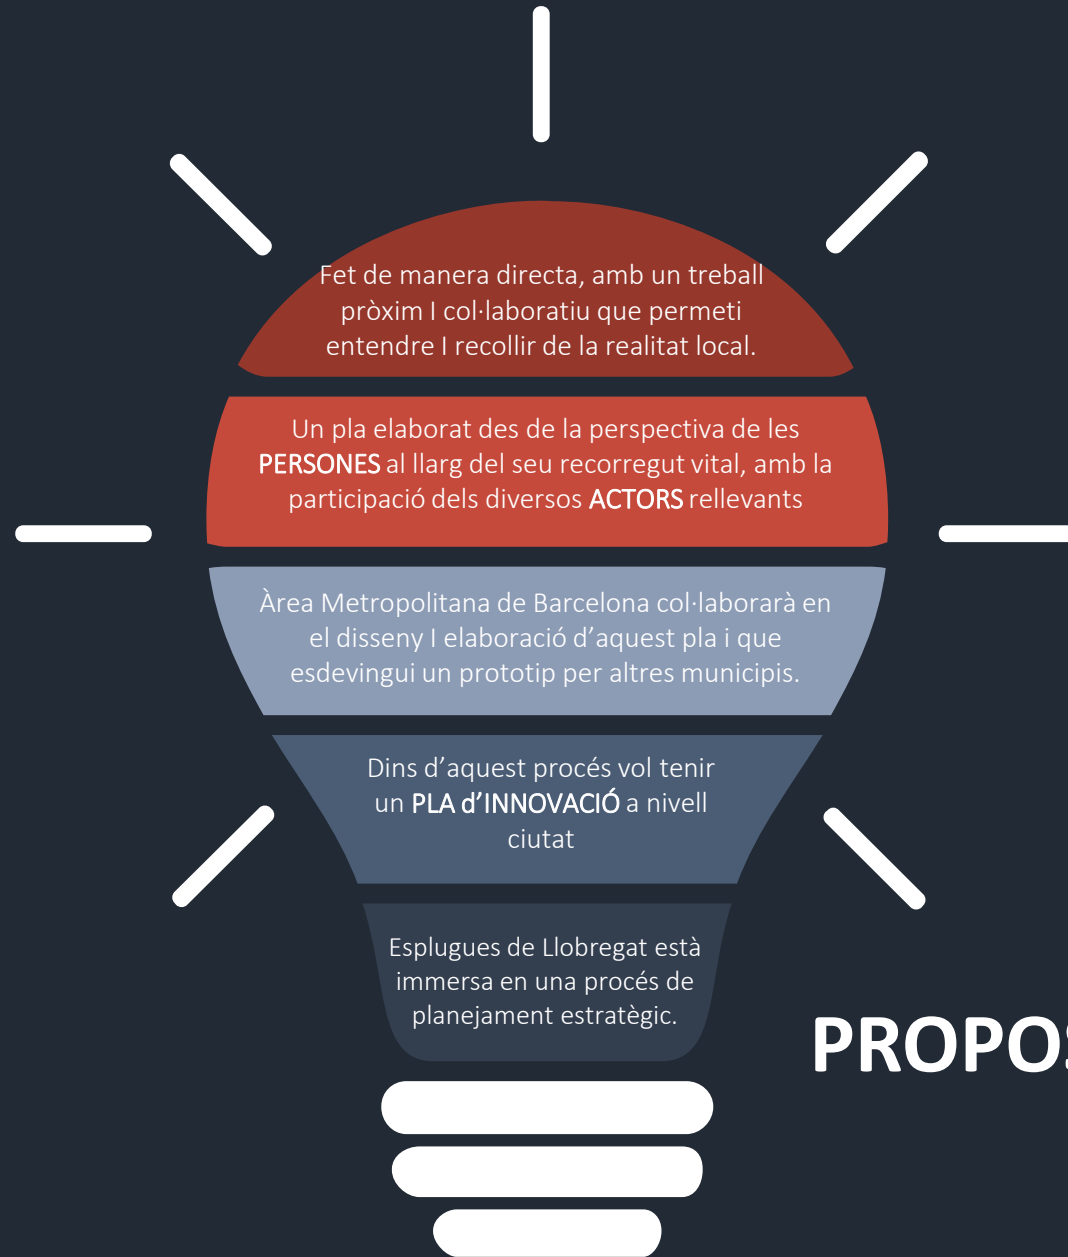 Fet de manera directa, amb un treball
pròxim I col·laboratiu que permeti
entendre I recollir de la realitat local.
Un pla elaborat des de la perspectiva de les
PERSONES al llarg del seu recorregut vital, amb la
participació dels diversos ACTORS rellevants
Àrea Metropolitana de Barcelona col·laborarà en
el disseny I elaboració d’aquest pla i que
esdevingui un prototip per altres municipis.
Dins d’aquest procés vol tenir
un PLA d’INNOVACIÓ a nivell
ciutat
Esplugues de Llobregat està
immersa en una procés de
planejament estratègic.